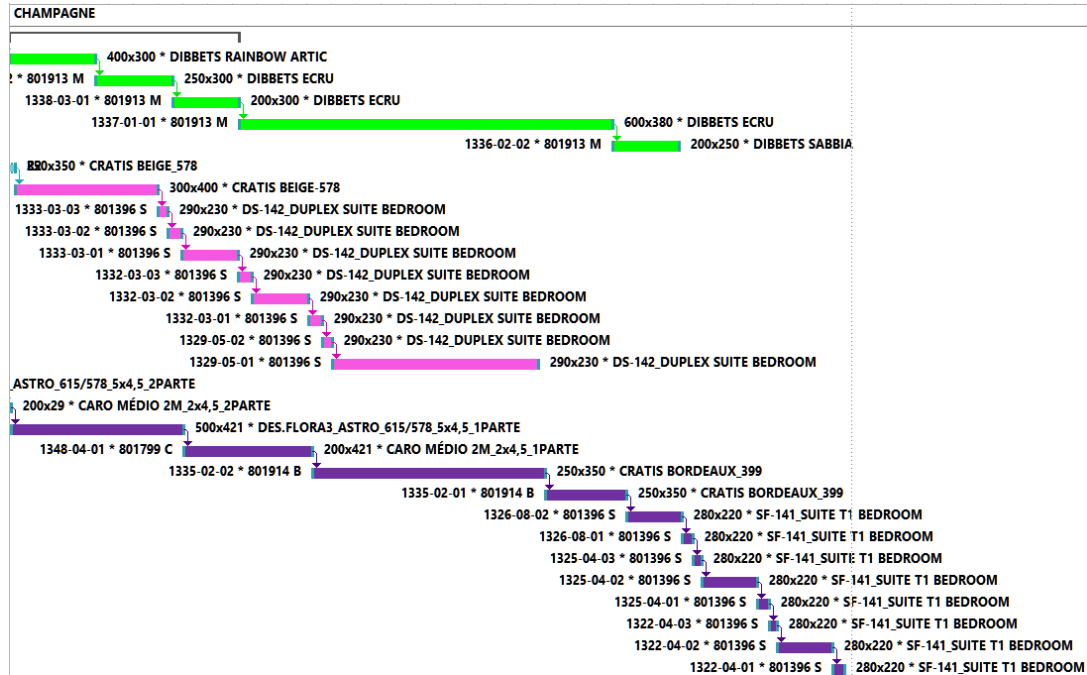 CHAMPAGNE
400x300 * DIBBETS RAINBOW ARTIC
2 * 801913 M 250x300 * DIBBETS ECRU
1338-03-01 * 801913 M 200x300 * DIBBETS ECRU
1337-01-01 * 801913 M 600x380 * DIBBETS ECRU
1336-02-02 * 801913 M 200x250 * DIBBETS SABBIA
x350 * CRATIS BEIGE_578
300x400 * CRATIS BEIGE-578
1333-03-03 * 801396 S 290x230 * DS-142_DUPLEX SUITE BEDROOM
1333-03-02 * 801396 S 290x230 * DS-142_DUPLEX SUITE BEDROOM
1333-03-01 * 801396 S 290x230 * DS-142_DUPLEX SUITE BEDROOM
1332-03-03 * 801396 S 290x230 * DS-142_DUPLEX SUITE BEDROOM
1332-03-02 * 801396 S 290x230 * DS-142_DUPLEX SUITE BEDROOM
1332-03-01 * 801396 S 290x230 * DS-142_DUPLEX SUITE BEDROOM
1329-05-02 * 801396 S 290x230 * DS-142_DUPLEX SUITE BEDROOM
1329-05-01 * 801396 S 290x230 * DS-142_DUPLEX SUITE BEDROOM
_ASTRO_615/578_5x4,5_2PARTE
200x29 * CARO MÉDIO 2M_2x4,5_2PARTE
500x421 * DES.FLORA3_ASTRO_615/578_5x4,5_1PARTE
1348-04-01 * 801799 C 200x421 * CARO MÉDIO 2M_2x4,5_1PARTE
1335-02-02 * 801914 B 250x350 * CRATIS BORDEAUX_399
1335-02-01 * 801914 B 250x350 * CRATIS BORDEAUX_399
1326-08-02 * 801396 S 280x220 * SF-141_SUITE T1 BEDROOM
1326-08-01 * 801396 S 280x220 * SF-141_SUITE T1 BEDROOM
1325-04-03 * 801396 S 280x220 * SF-141_SUITE T1 BEDROOM
1325-04-02 * 801396 S 280x220 * SF-141_SUITE T1 BEDROOM
1325-04-01 * 801396 S 280x220 * SF-141_SUITE T1 BEDROOM
1322-04-03 * 801396 S 280x220 * SF-141_SUITE T1 BEDROOM
1322-04-02 * 801396 S 280x220 * SF-141_SUITE T1 BEDROOM
1322-04-01 * 801396 S 280x220 * SF-141_SUITE T1 BEDROOM